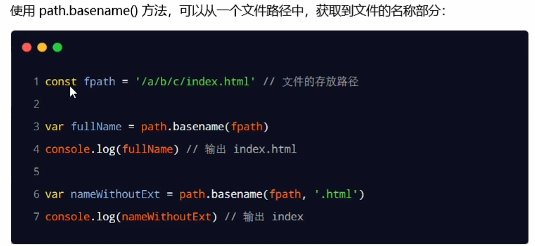 使用 path.basename() 方法，可以从一个文件路径中，获取到文件的名称部分：
1 const fpath = '/a/b/c/index.html' // 文件的存放路径
2
3 var fullName = path.basename(fpath)
4 console.log(fullName) // 输出 index.html
5
6 var nameWithoutExt = path.basename(fpath, '.html')
7 console.log(nameWithoutExt) // 输出 index